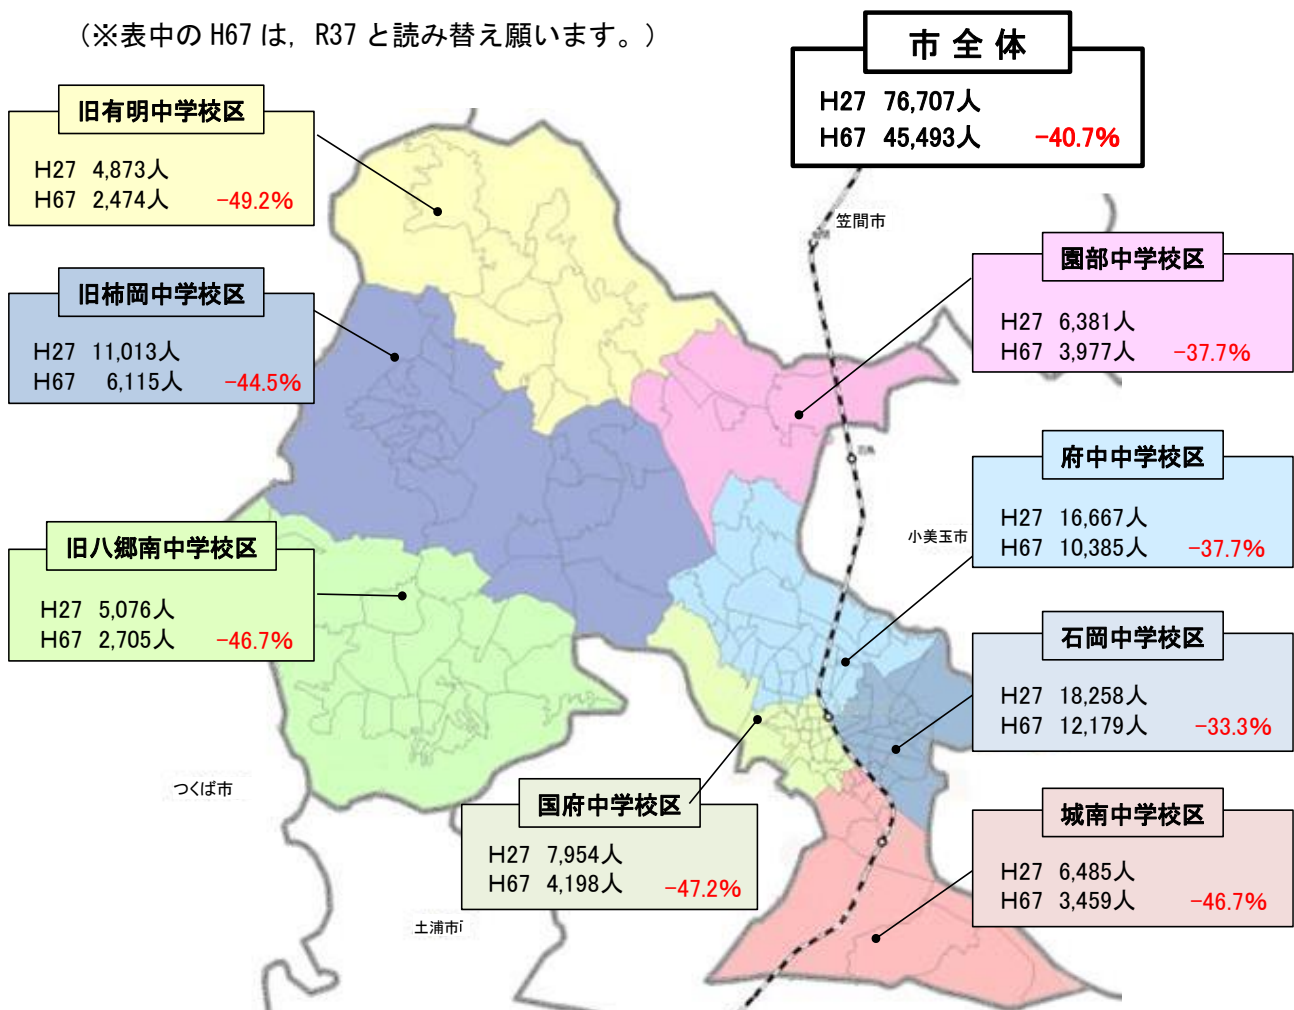 （※表中の H67 は，R37 と読み替え願います。）
市 全 体
H27 76,707人
H67 45,493人 -40.7%
旧有明中学校区
H27 4,873人
H67 2,474人 -49.2%
笠間市
園部中学校区
H27 6,381人
H67 3,977人 -37.7%
旧柿岡中学校区
H27 11,013人
H67 6,115人 -44.5%
府中中学校区
H27 16,667人
H67 10,385人 -37.7%
小美玉市
旧八郷南中学校区
H27 5,076人
H67 2,705人 -46.7%
石岡中学校区
H27 18,258人
H67 12,179人 -33.3%
つくば市
国府中学校区
H27 7,954人
H67 4,198人 -47.2%
城南中学校区
H27 6,485人
H67 3,459人 -46.7%
土浦市i